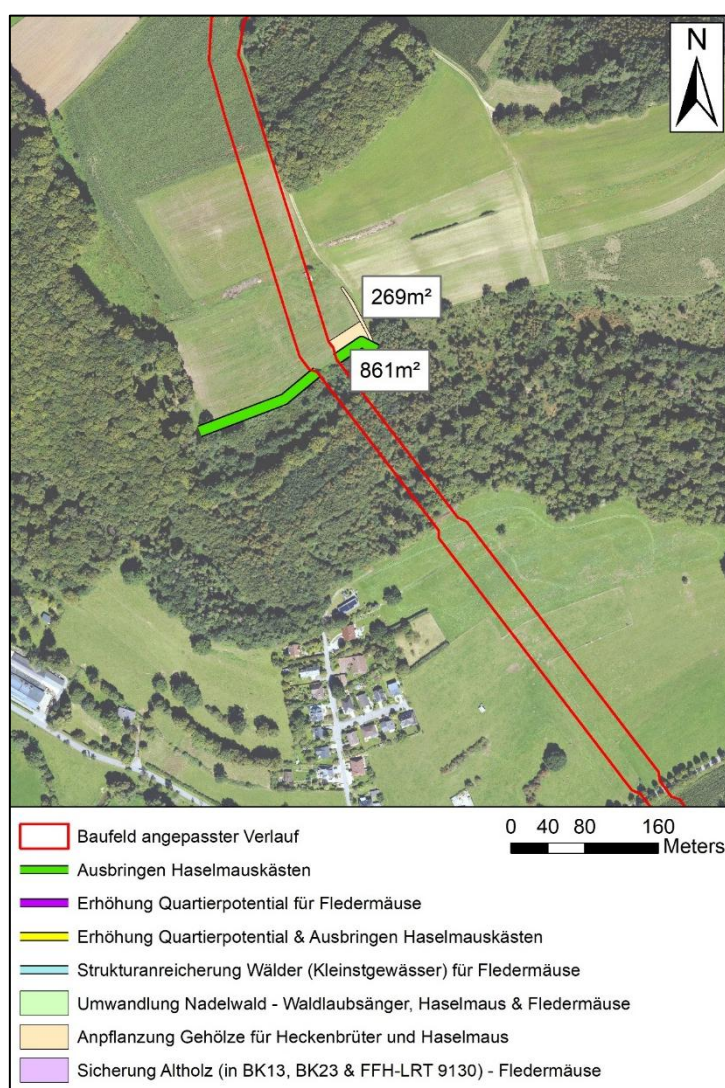 N
269m²
861m²
0 40 80 160
Meters
Baufeld angepasster Verlauf
Ausbringen Haselmauskästen
Erhöhung Quartierpotential für Fledermäuse
Erhöhung Quartierpotential & Ausbringen Haselmauskästen
Strukturanreicherung Wälder (Kleinstgewässer) für Fledermäuse
Umwandlung Nadelwald - Waldlaubsänger, Haselmaus & Fledermäuse
Anpflanzung Gehölze für Heckenbrüter und Haselmaus
Sicherung Altholz (in BK13, BK23 & FFH-LRT 9130) - Fledermäuse